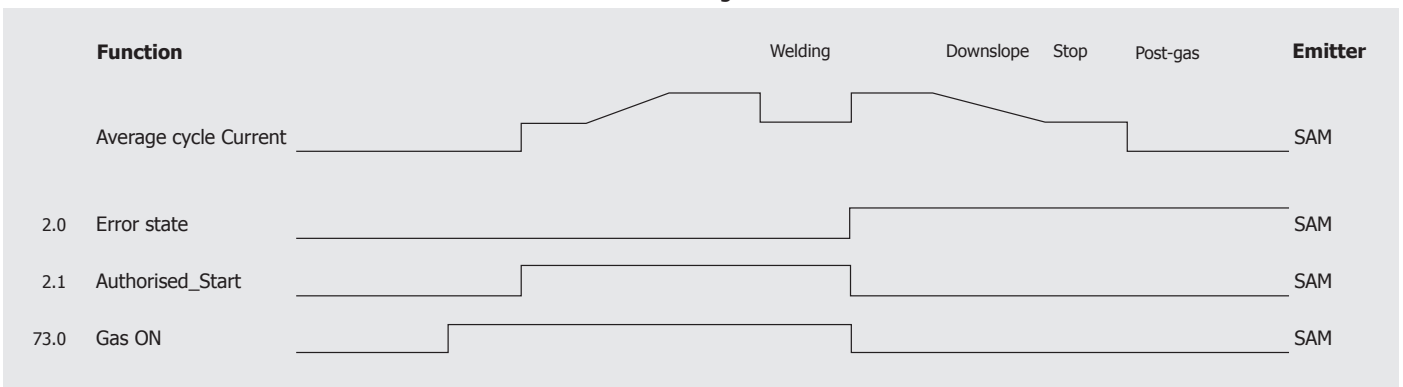 Function Welding Downslope Stop Post-gas Emitter
Average cycle Current SAM
2.0 Error state SAM
2.1 Authorised_Start SAM
73.0 Gas ON SAM